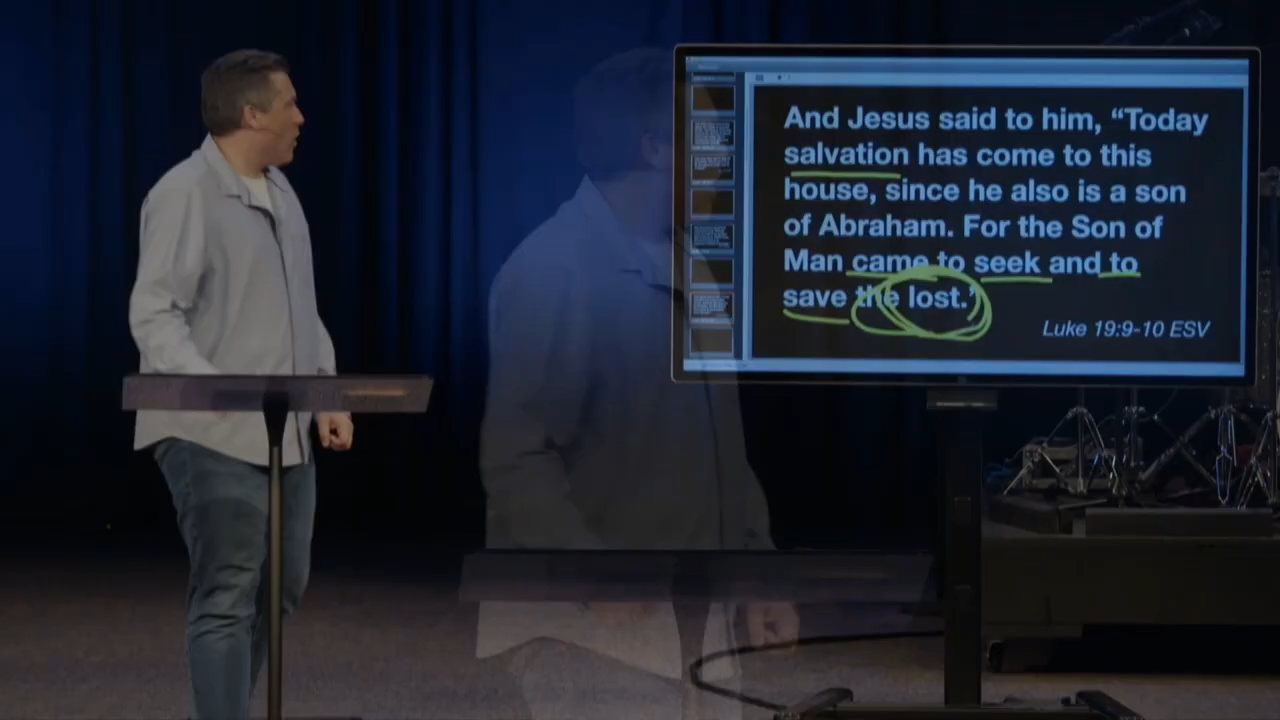 And Jesus said to him, “Today
salvation has come to this
house, since he also is a son
of Abraham. For the Son of
Man came to seek and to
save the lost.”
Luke 19:9-10 ESV